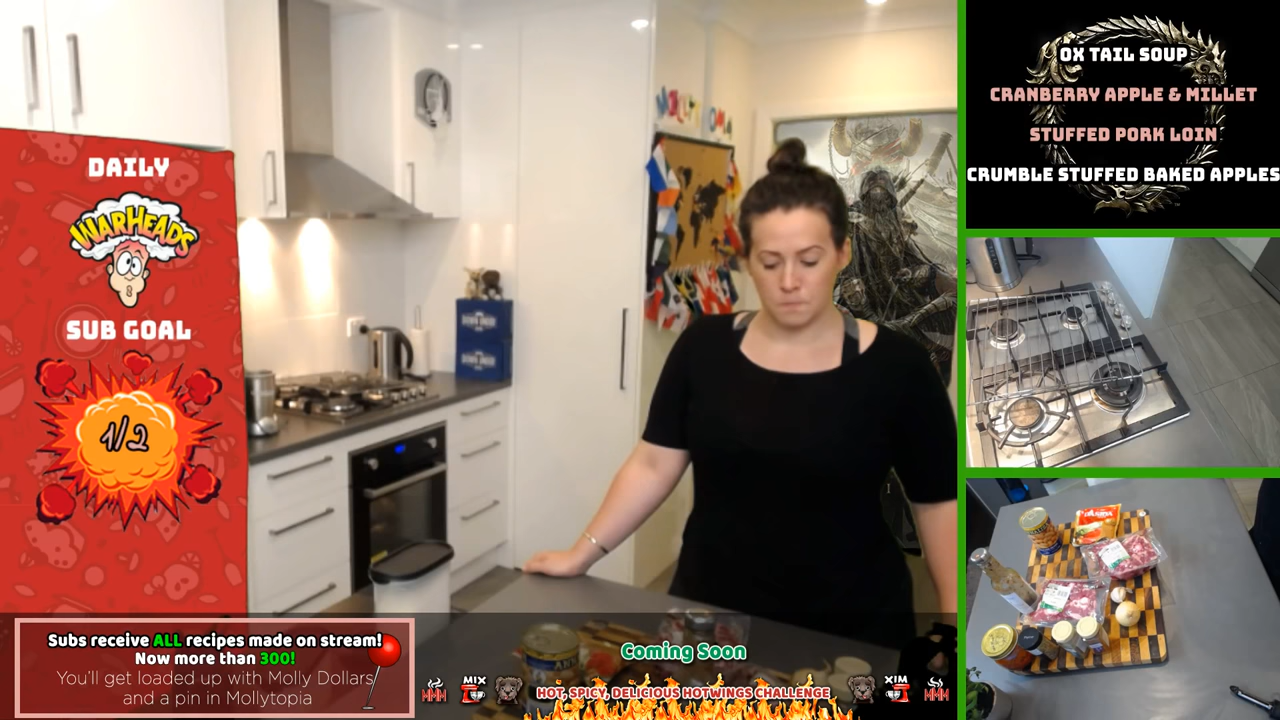 DAILY
WARHEADS
SUB GOAL
1/2
OX TAIL SOUP
CRANBERRY APPLE & MILLET
STUFFED PORK LOIN
CRUMBLE STUFFED BAKED APPLES
Subs receive ALL recipes made on stream!
Now more than 300!
You'll get loaded up with Molly Dollars
and a pin in Mollytopia
Coming Soon
MIX
HOT, SPICY, DELICIOUS HOTWINGS CHALLENGE
XIM